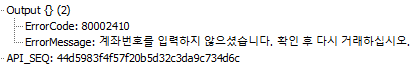 Output {} (2)
ErrorCode: 80002410
ErrorMessage: 계좌번호를 입력하지 않으셨습니다. 확인 후 다시 거래하십시오.
API_SEQ: 44d5983f4f57f20b5d32c3da9c734d6c